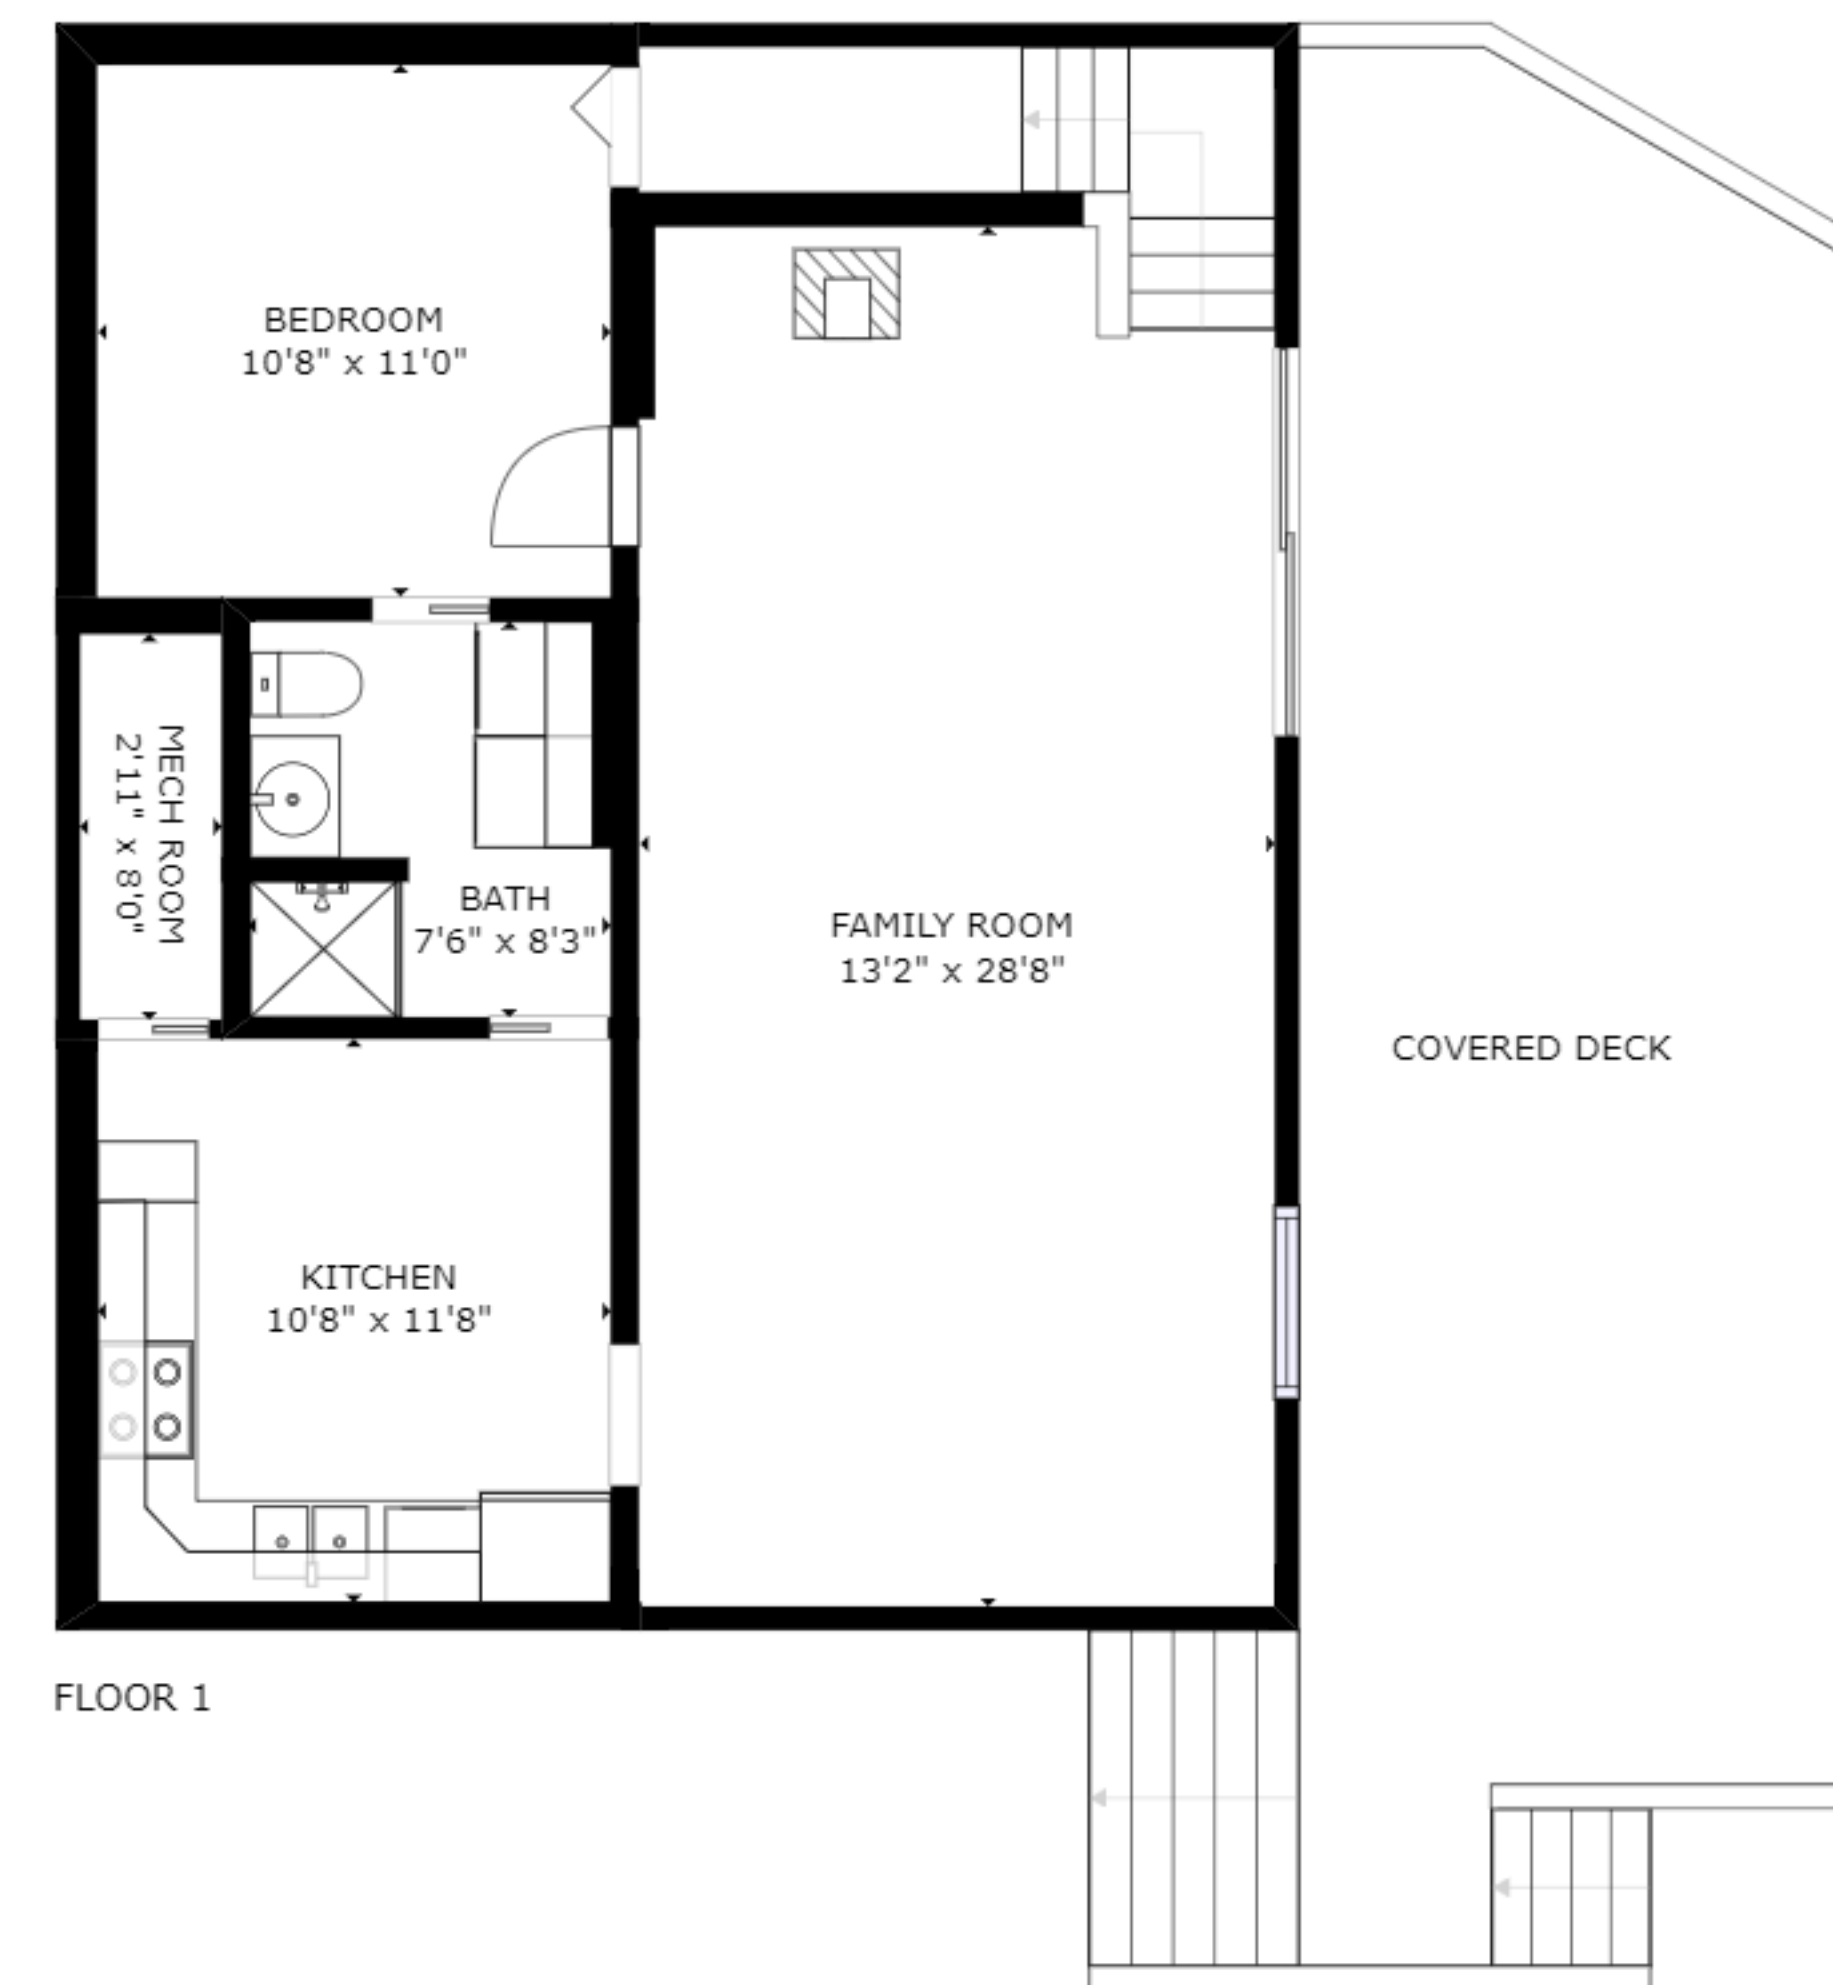 BEDROOM
10'8" x 11'0"
MECH ROOM
2'11" x 8'0"
BATH
7'6" x 8'3"
FAMILY ROOM
13'2" x 28'8"
COVERED DECK
KITCHEN
10'8" x 11'8"
FLOOR 1